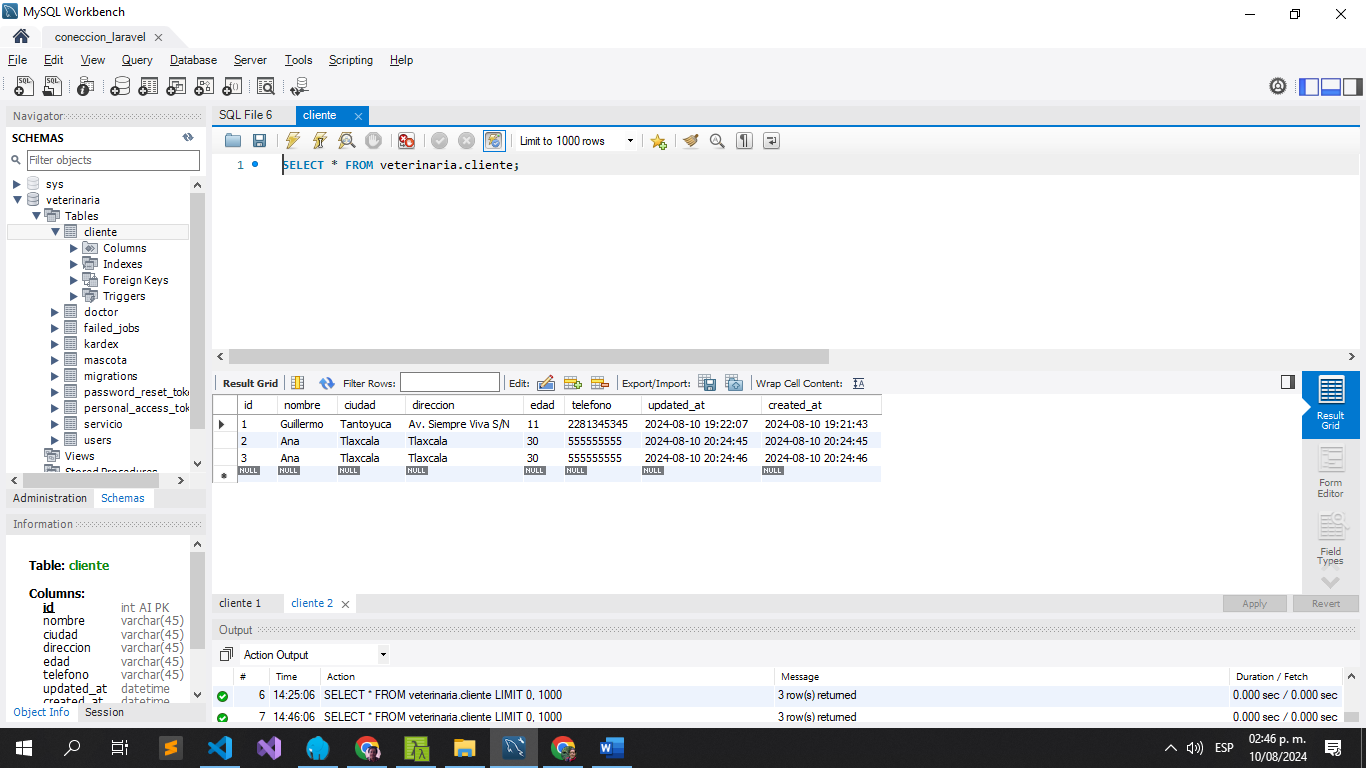 MySQL Workbench
coneccion_laravel
File Edit View Query Database Server Tools Scripting Help
Navigator
SCHEMAS
Filter objects
sys
veterinaria
Tables
cliente
Columns
Indexes
Foreign Keys
Triggers
doctor
failed_jobs
kardex
mascota
migrations
password_reset_tok
personal_access_tok
servicio
users
Views
Stored Procedures
Administration Schemas
Information
Table: cliente
Columns:
id int AI PK
nombre varchar(45)
ciudad varchar(45)
direccion varchar(45)
edad varchar(45)
telefono varchar(45)
updated_at datetime
created_at datetime
Object Info Session
SQL File 6 cliente
Limit to 1000 rows
1 SELECT * FROM veterinaria.cliente;
Result Grid Filter Rows: Edit: Export/Import: Wrap Cell Content:
id nombre ciudad direccion edad telefono updated_at created_at
1 Guillermo Tantoyuca Av. Siempre Viva S/N 11 2281345345 2024-08-10 19:22:07 2024-08-10 19:21:43
2 Ana Tlaxcala Tlaxcala 30 555555555 2024-08-10 20:24:45 2024-08-10 20:24:45
3 Ana Tlaxcala Tlaxcala 30 555555555 2024-08-10 20:24:46 2024-08-10 20:24:46
NULL NULL NULL NULL NULL NULL NULL NULL
Result
Grid
Form
Editor
Field
Types
cliente 1 cliente 2 Apply Revert
Output
Action Output
# Time Action Message Duration / Fetch
6 14:25:06 SELECT * FROM veterinaria.cliente LIMIT 0, 1000 3 row(s) returned 0.000 sec / 0.000 sec
7 14:46:06 SELECT * FROM veterinaria.cliente LIMIT 0, 1000 3 row(s) returned 0.000 sec / 0.000 sec
ESP 02:46 p. m.
10/08/2024